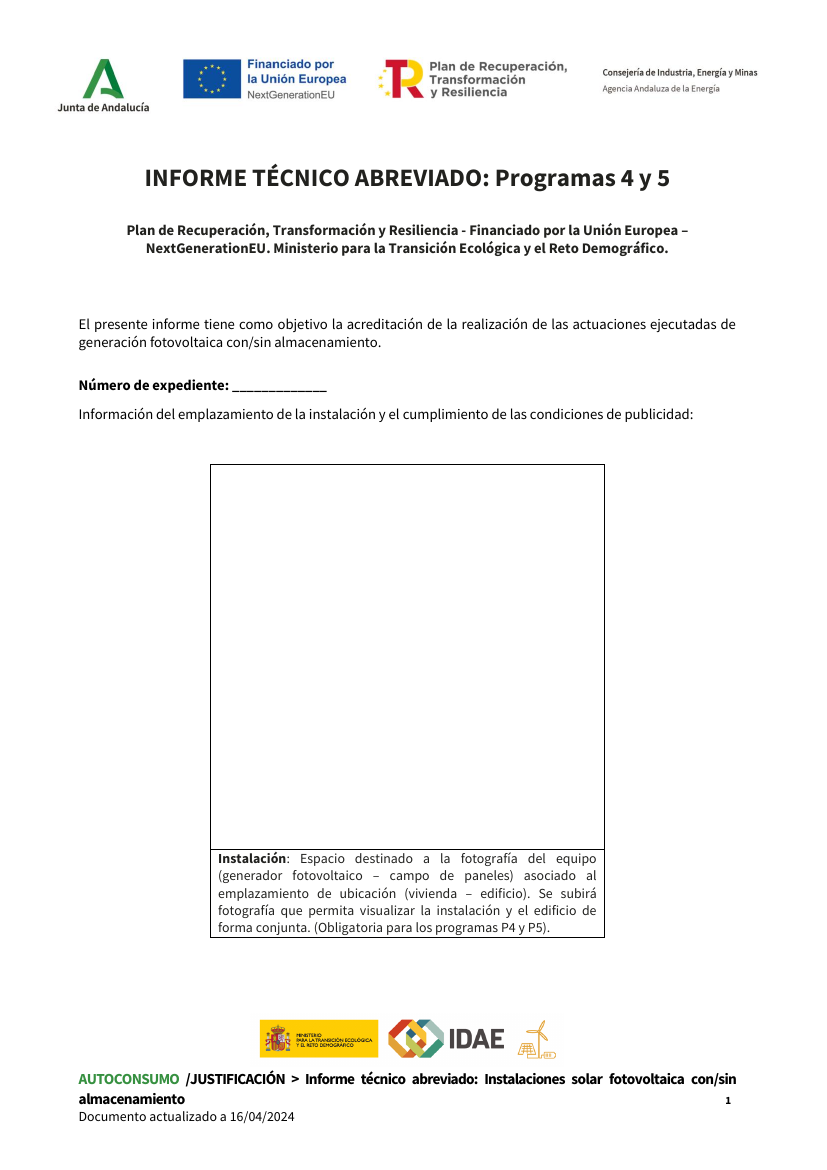 Junta de Andalucía
Financiado por
la Unión Europea
NextGenerationEU
Plan de Recuperación,
Transformación
y Resiliencia
Consejería de Industria, Energía y Minas
Agencia Andaluza de la Energía
INFORME TÉCNICO ABREVIADO: Programas 4 y 5
Plan de Recuperación, Transformación y Resiliencia - Financiado por la Unión Europea –
NextGenerationEU. Ministerio para la Transición Ecológica y el Reto Demográfico.
El presente informe tiene como objetivo la acreditación de la realización de las actuaciones ejecutadas de
generación fotovoltaica con/sin almacenamiento.
Número de expediente: _____________
Información del emplazamiento de la instalación y el cumplimiento de las condiciones de publicidad:
Instalación: Espacio destinado a la fotografía del equipo
(generador fotovoltaico – campo de paneles) asociado al
emplazamiento de ubicación (vivienda – edificio). Se subirá
fotografía que permita visualizar la instalación y el edificio de
forma conjunta. (Obligatoria para los programas P4 y P5).
MINISTERIO
PARA LA TRANSICIÓN ECOLÓGICA
Y EL RETO DEMOGRÁFICO
IDAE
AUTOCONSUMO /JUSTIFICACIÓN > Informe técnico abreviado: Instalaciones solar fotovoltaica con/sin
almacenamiento 1
Documento actualizado a 16/04/2024